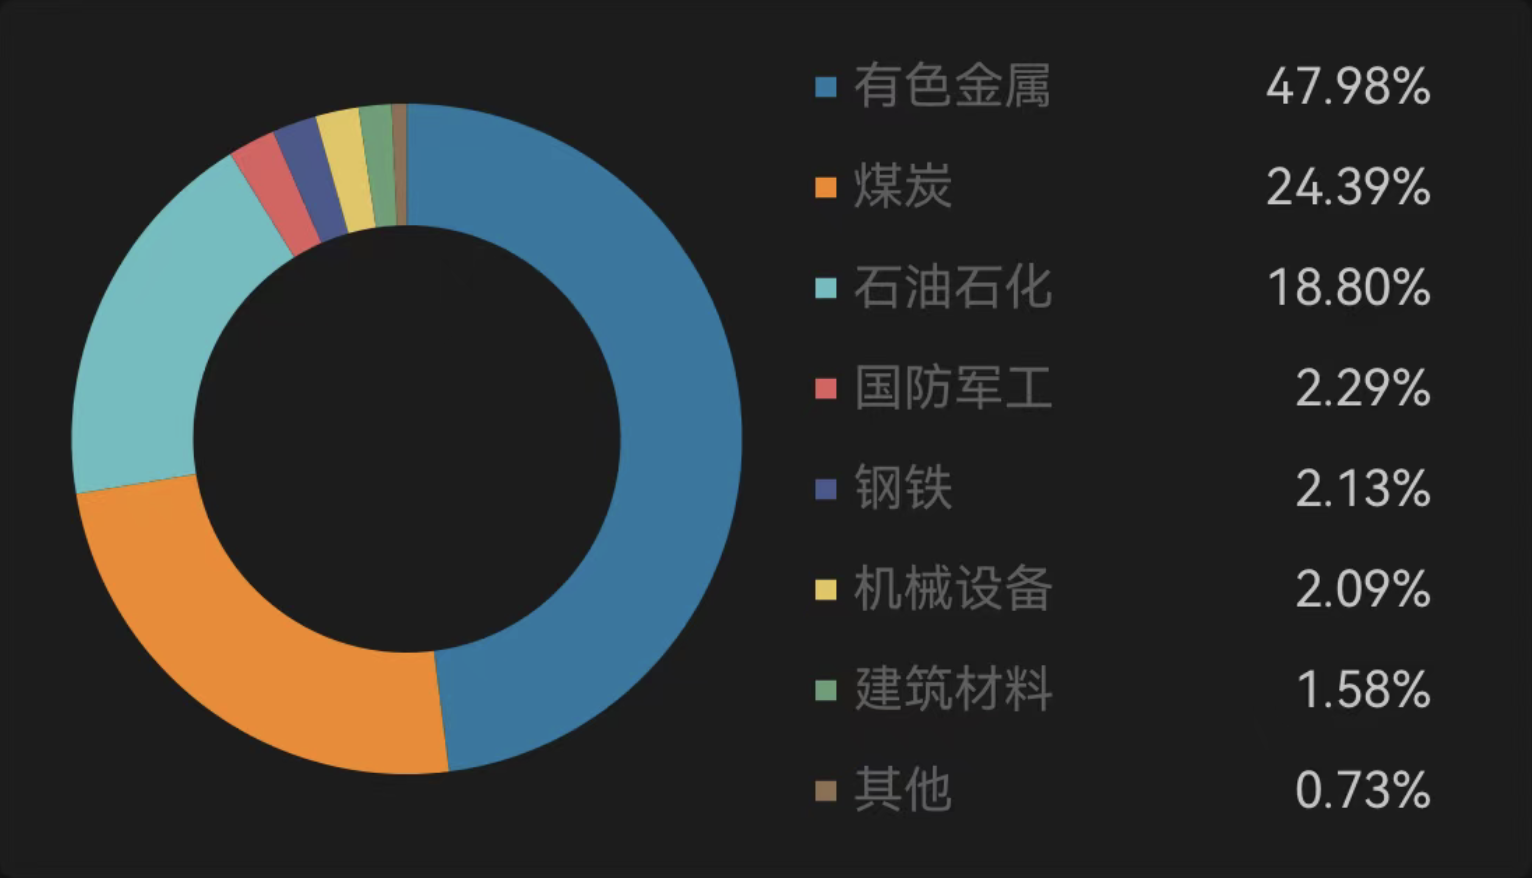 有色金属 47.98%
煤炭 24.39%
石油石化 18.80%
国防军工 2.29%
钢铁 2.13%
机械设备 2.09%
建筑材料 1.58%
其他 0.73%